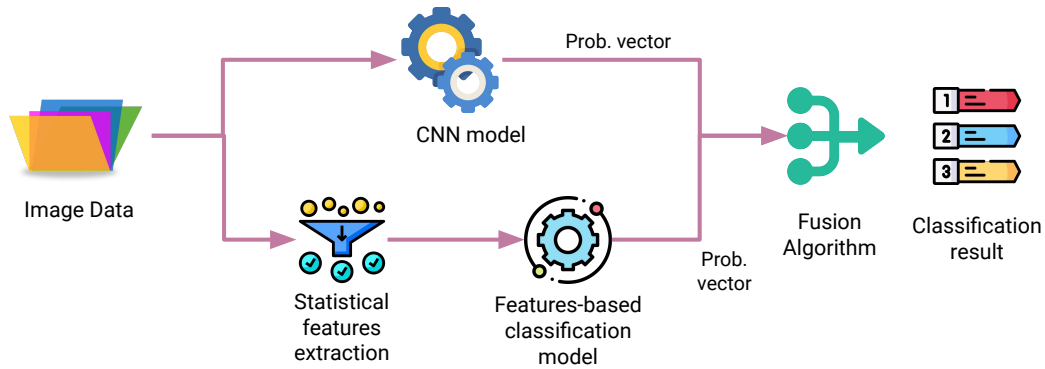 Prob. vector
CNN model
Image Data
Statistical
features
extraction
Features-based
classification
model
Prob.
vector
Fusion
Algorithm
1
2
3
Classification
result